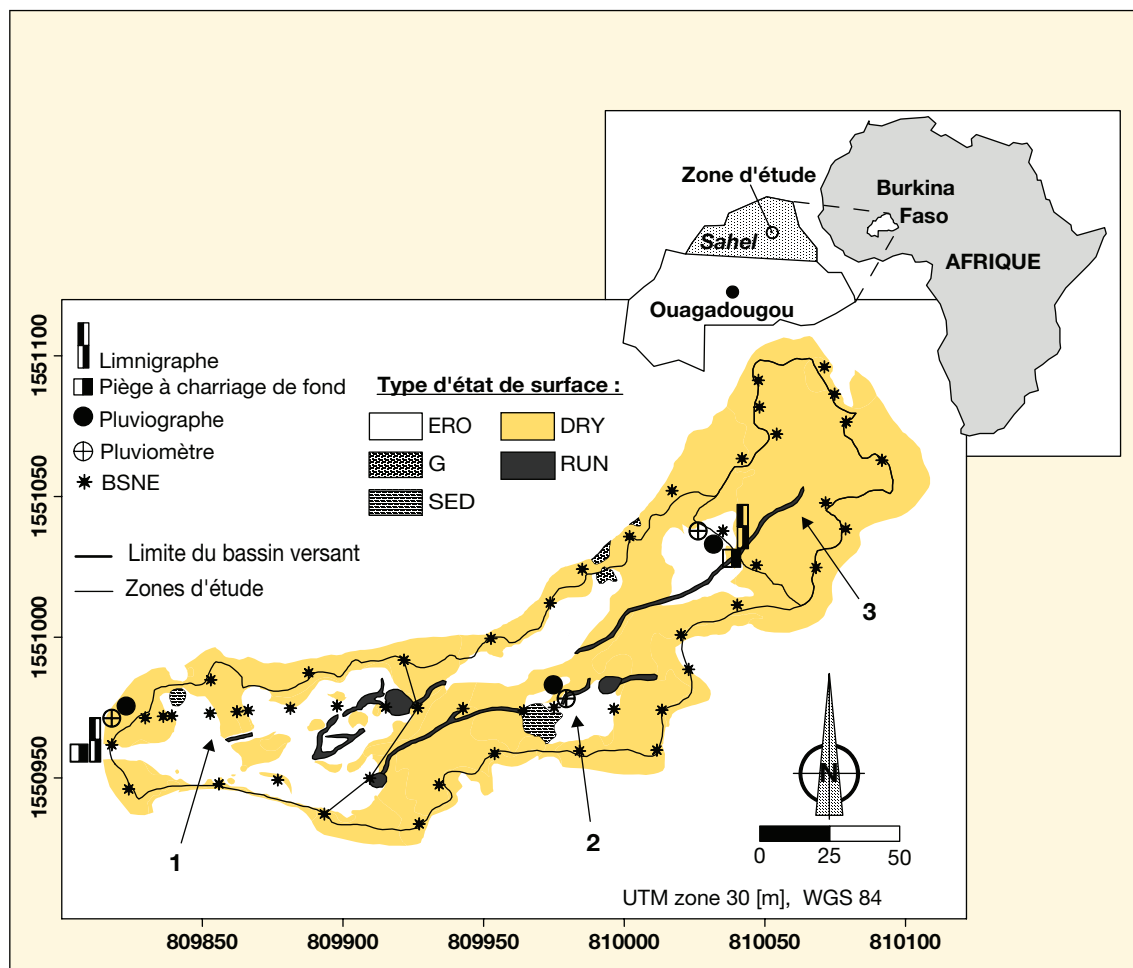 Zone d'étude
Burkina
Faso
Sahel
AFRIQUE
Ouagadougou
1551100
1551050
1551000
1550950
Limnigraphe
Piège à charriage de fond
Pluviographe
Pluviomètre
BSNE
Type d'état de surface :
ERO
DRY
G
RUN
SED
Limite du bassin versant
Zones d'étude
1
2
3
N
0 25 50
UTM zone 30 [m], WGS 84
809850 809900 809950 810000 810050 810100